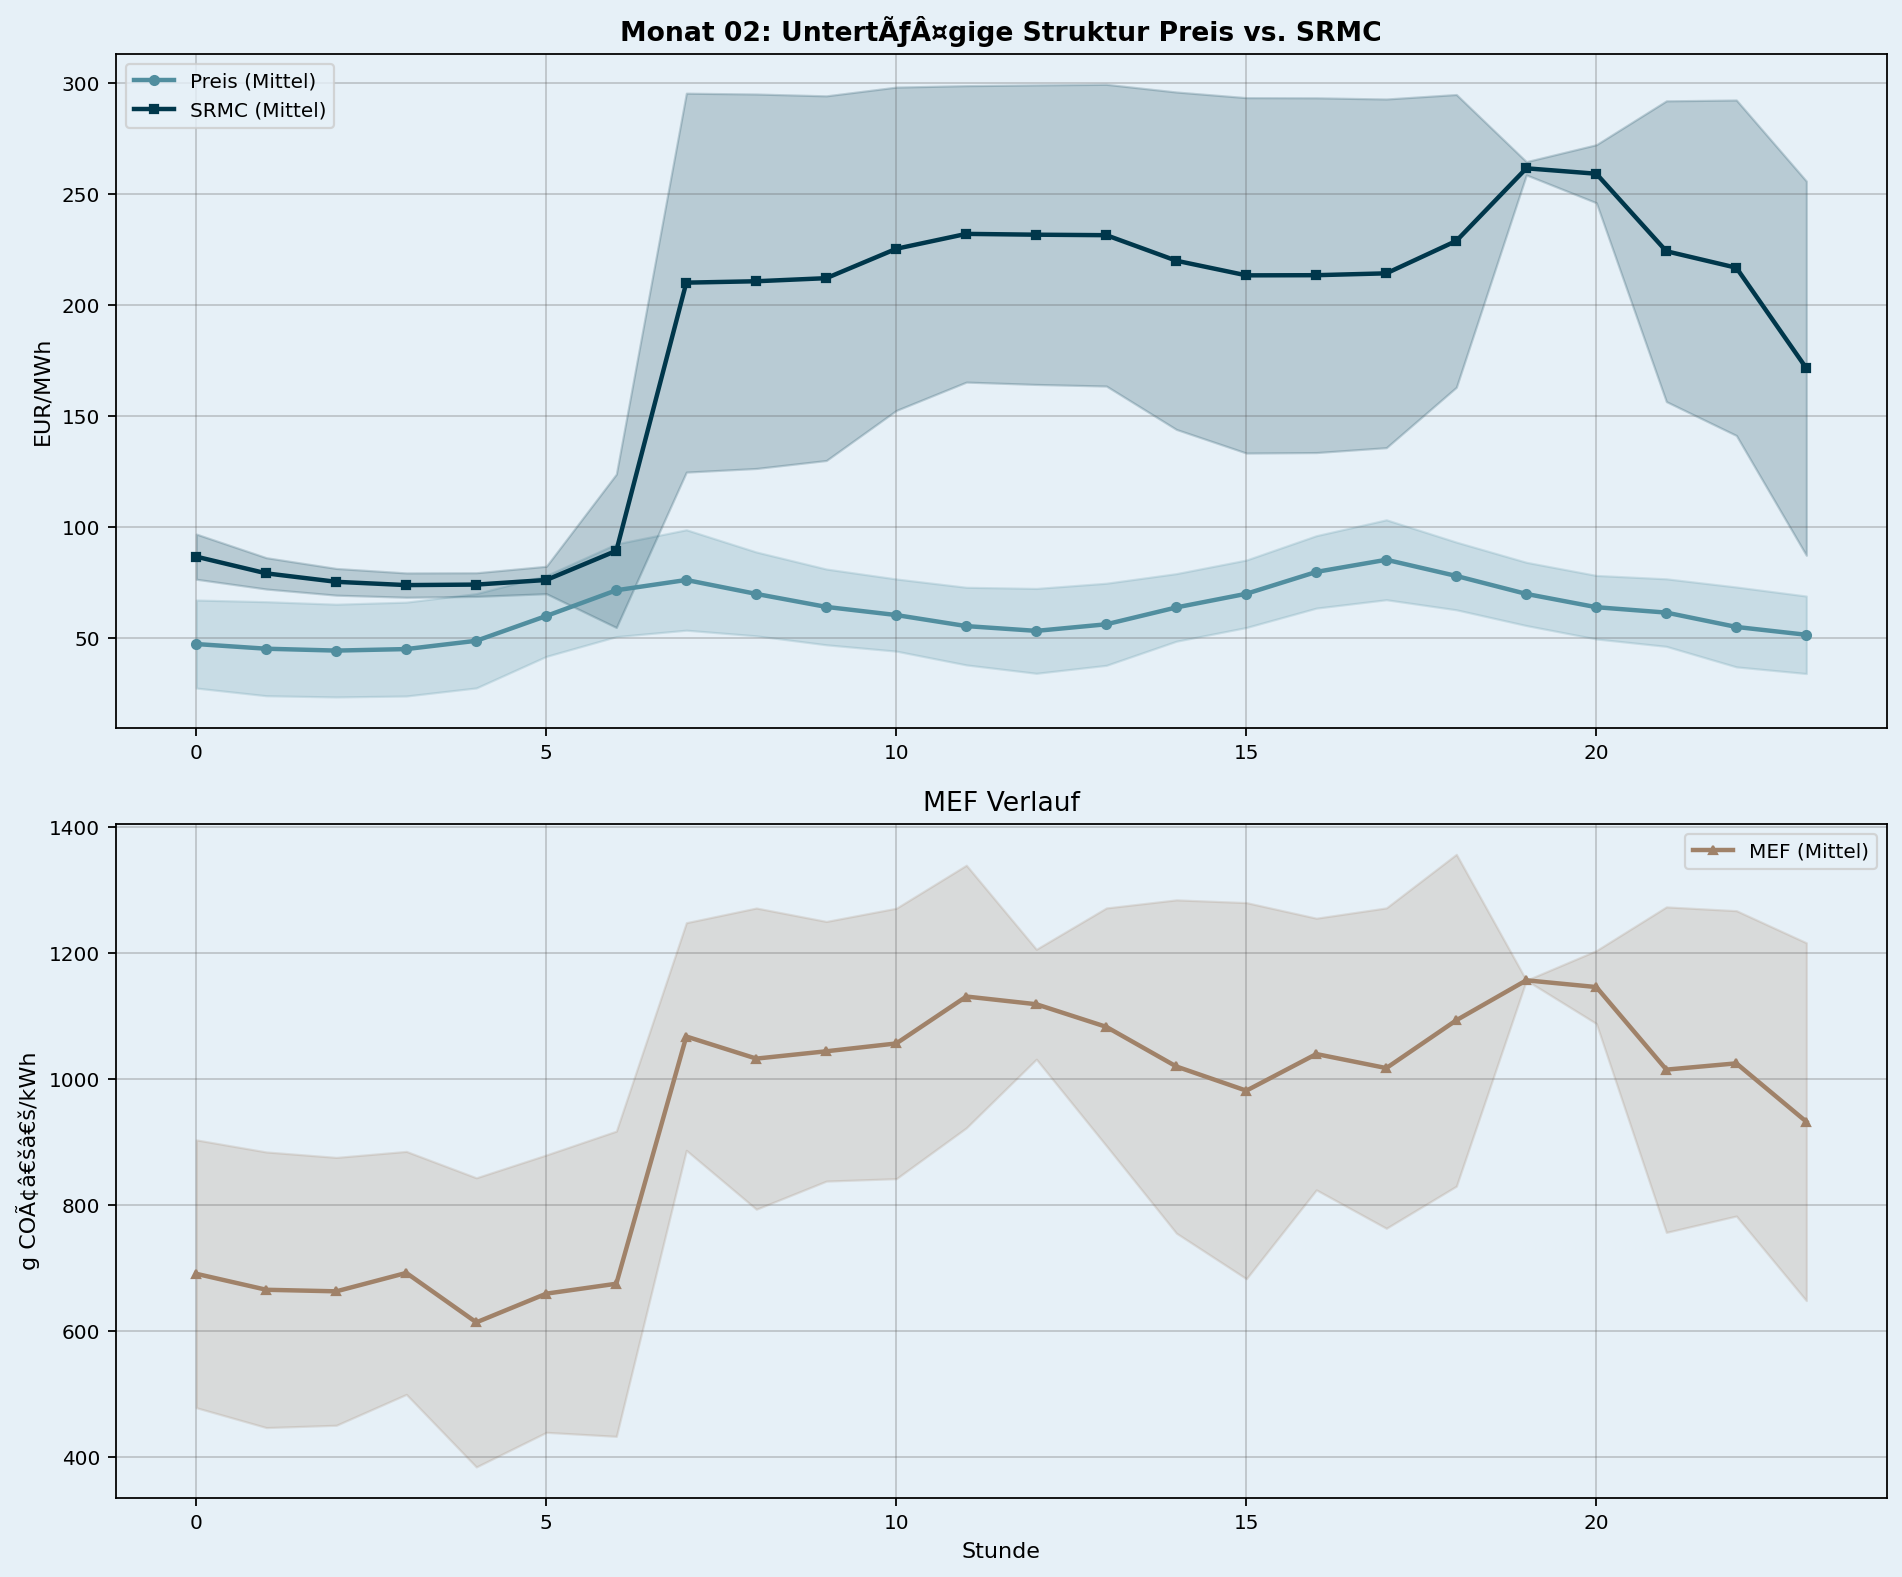 Monat 02: UntertÃƒÂ¤gige Struktur Preis vs. SRMC
Preis (Mittel)
SRMC (Mittel)
EUR/MWh
300
250
200
150
100
50
0 5 10 15 20
MEF Verlauf
MEF (Mittel)
g COÃ¢â€šâ€š/kWh
1400
1200
1000
800
600
400
0 5 10 15 20
Stunde